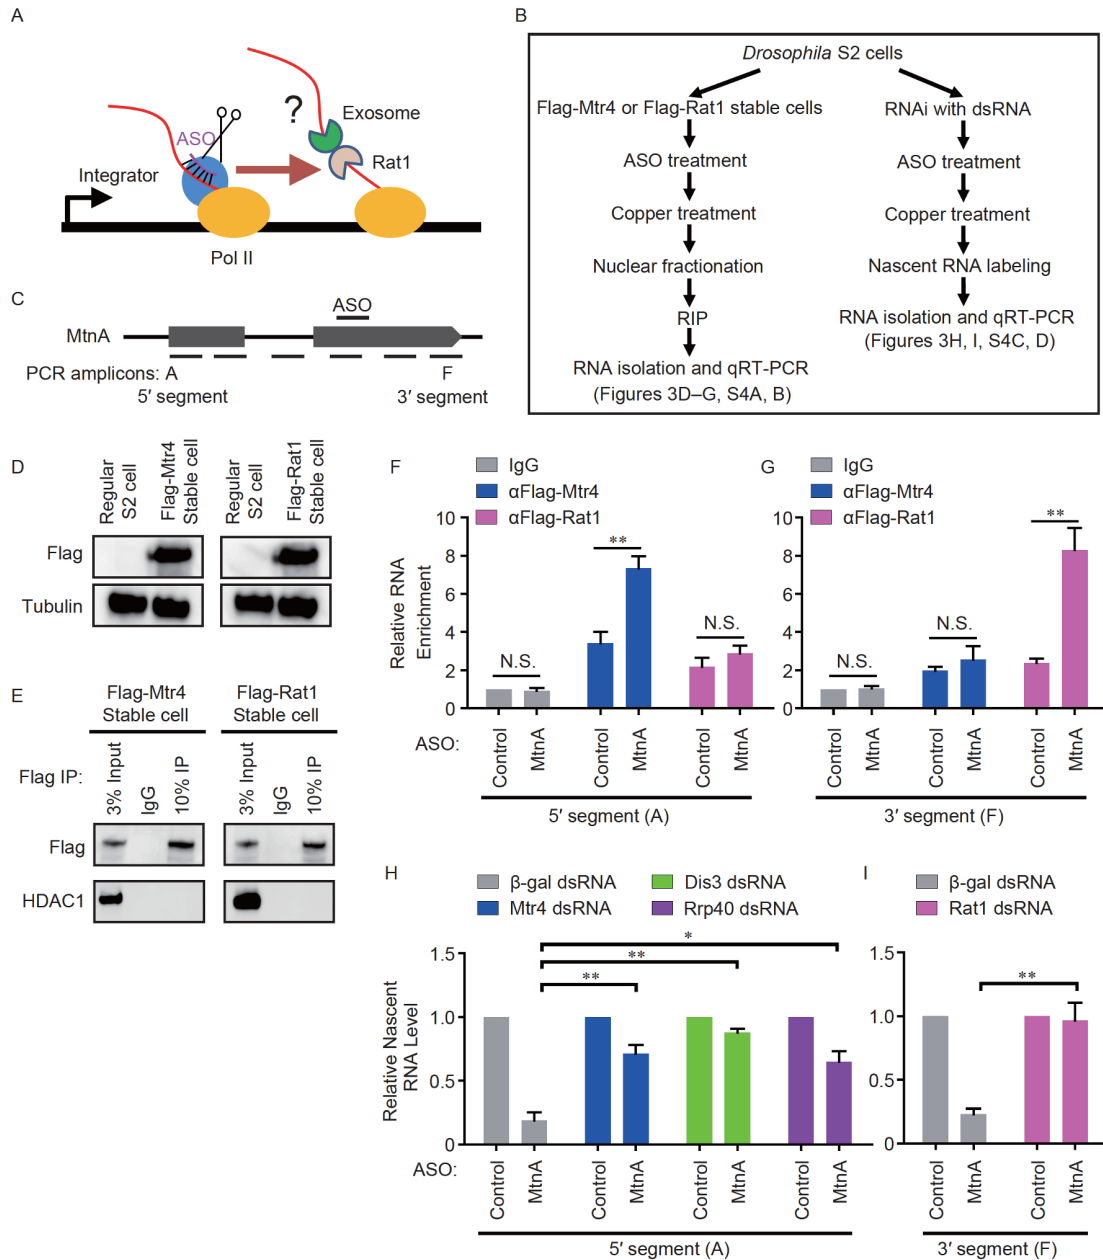 A
ASO
?
Exosome
Rat1
Integrator
Pol II
B
Drosophila S2 cells
Flag-Mtr4 or Flag-Rat1 stable cells
ASO treatment
Copper treatment
Nuclear fractionation
RIP
RNA isolation and qRT-PCR
(Figures 3D–G, S4A, B)
RNAi with dsRNA
ASO treatment
Copper treatment
Nascent RNA labeling
RNA isolation and qRT-PCR
(Figures 3H, I, S4C, D)
C
ASO
MtnA
PCR amplicons: A
F
5′ segment
3′ segment
D
Regular
S2 cell
Flag-Mtr4
Stable cell
Regular
S2 cell
Flag-Rat1
Stable cell
Flag
Tubulin
E
Flag-Mtr4
Stable cell
Flag-Rat1
Stable cell
Flag IP:
3% Input
IgG
10% IP
3% Input
IgG
10% IP
Flag
HDAC1
F
IgG
αFlag-Mtr4
αFlag-Rat1
Relative RNA
Enrichment
10
8
6
4
2
0
N.S.
**
N.S.
ASO:
Control
MtnA
Control
MtnA
Control
MtnA
5′ segment (A)
G
IgG
αFlag-Mtr4
αFlag-Rat1
10
8
6
4
2
0
N.S.
N.S.
**
Control
MtnA
Control
MtnA
Control
MtnA
3′ segment (F)
H
β-gal dsRNA
Mtr4 dsRNA
Dis3 dsRNA
Rrp40 dsRNA
Relative Nascent
RNA Level
1.5
1.0
0.5
0
*
**
**
ASO:
Control
MtnA
Control
MtnA
Control
MtnA
Control
MtnA
5′ segment (A)
I
β-gal dsRNA
Rat1 dsRNA
1.5
1.0
0.5
0
**
Control
MtnA
Control
MtnA
3′ segment (F)